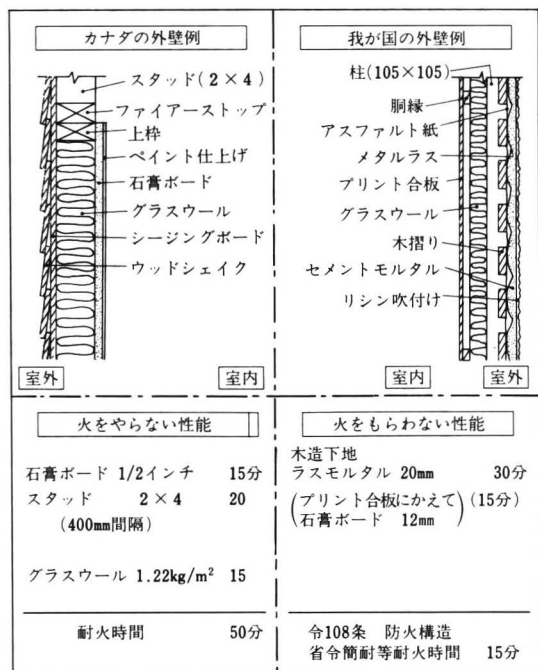 カナダの外壁例
スタッド(2×4)
ファイアーストップ
上枠
ペイント仕上げ
石膏ボード
グラスウール
シージングボード
ウッドシェイク
室外
室内
我が国の外壁例
柱(105×105)
胴縁
アスファルト紙
メタルラス
プリント合板
グラスウール
木摺り
セメントモルタル
リシン吹付け
室内
室外
火をやらない性能
石膏ボード 1/2インチ 15分
スタッド 2×4 20
(400mm間隔)
グラスウール 1.22kg/m² 15
耐火時間 50分
火をもらわない性能
木造下地
ラスモルタル 20mm 30分
(プリント合板にかえて (15分)
石膏ボード 12mm)
令108条 防火構造
省令簡耐等耐火時間 15分